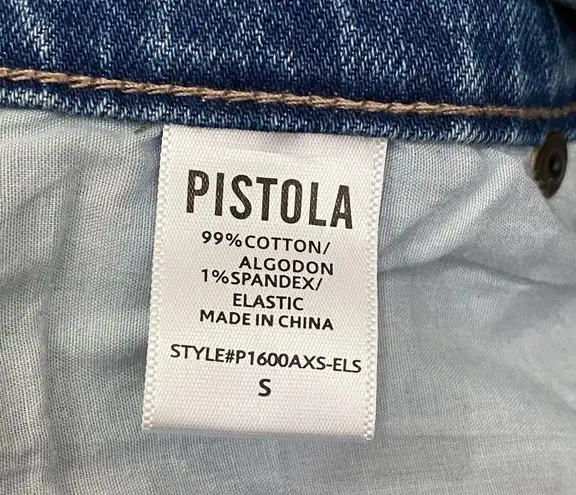 PISTOLA
99%COTTON/
ALGODON
1%SPANDEX/
ELASTIC
MADE IN CHINA
STYLE#P1600AXS-ELS
S